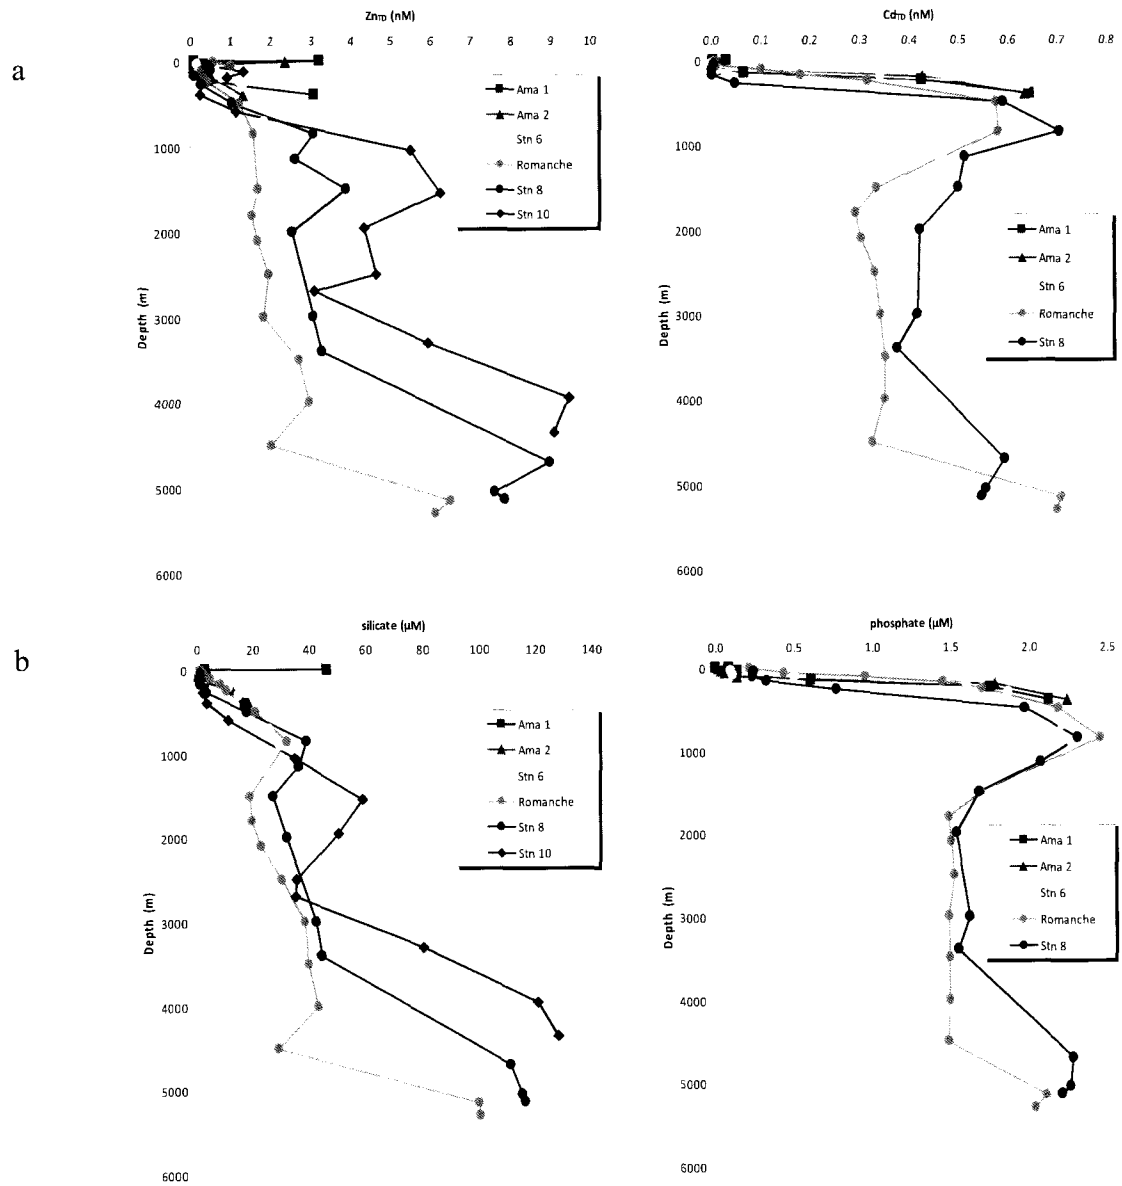 a
Zn_TD (nM)
0 1 2 3 4 5 6 7 8 9 10
0
1000
2000
3000
4000
5000
6000
Depth (m)
Ama 1
Ama 2
Stn 6
Romanche
Stn 8
Stn 10
Cd_TD (nM)
0.0 0.1 0.2 0.3 0.4 0.5 0.6 0.7 0.8
0
1000
2000
3000
4000
5000
6000
Depth (m)
Ama 1
Ama 2
Stn 6
Romanche
Stn 8
b
silicate (µM)
0 20 40 60 80 100 120 140
0
1000
2000
3000
4000
5000
6000
Depth (m)
Ama 1
Ama 2
Stn 6
Romanche
Stn 8
Stn 10
phosphate (µM)
0.0 0.5 1.0 1.5 2.0 2.5
0
1000
2000
3000
4000
5000
6000
Depth (m)
Ama 1
Ama 2
Stn 6
Romanche
Stn 8